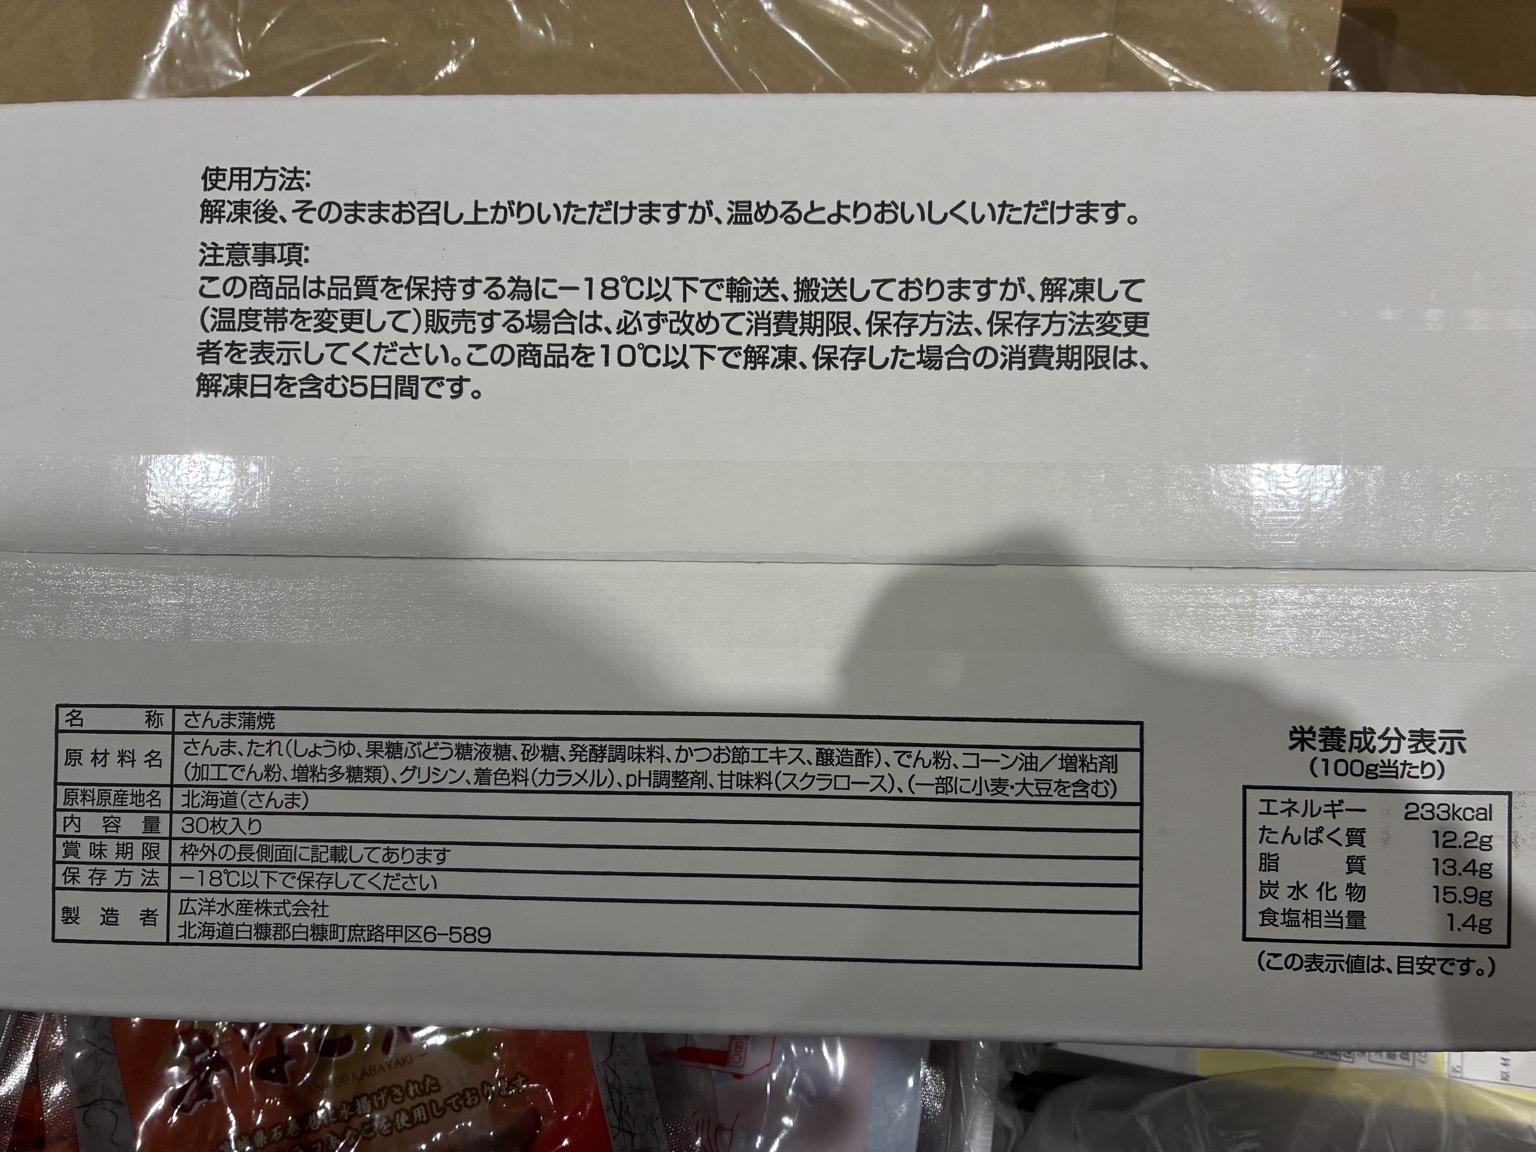 使用方法:
解凍後、そのままお召し上がりいただけますが、温めるとよりおいしくいただけます。
注意事項:
この商品は品質を保持する為に−18℃以下で輸送、搬送しておりますが、解凍して
(温度帯を変更して)販売する場合は、必ず改めて消費期限、保存方法、保存方法変更
者を表示してください。この商品を10℃以下で解凍、保存した場合の消費期限は、
解凍日を含む5日間です。
名称 さんま蒲焼
原材料名 さんま、たれ(しょうゆ、果糖ぶどう糖液糖、砂糖、発酵調味料、かつお節エキス、醸造酢)、でん粉、コーン油／増粘剤
(加工でん粉、増粘多糖類)、グリシン、着色料(カラメル)、pH調整剤、甘味料(スクラロース)、(一部に小麦・大豆を含む)
原料原産地名 北海道(さんま)
内容量 30枚入り
賞味期限 枠外の長側面に記載してあります
保存方法 −18℃以下で保存してください
製造者 広洋水産株式会社
北海道白糠郡白糠町庶路甲区6−589
栄養成分表示
(100g当たり)
エネルギー 233kcal
たんぱく質 12.2g
脂質 13.4g
炭水化物 15.9g
食塩相当量 1.4g
(この表示値は、目安です。)
KABAYAKI
に水揚げされた
を使用しております